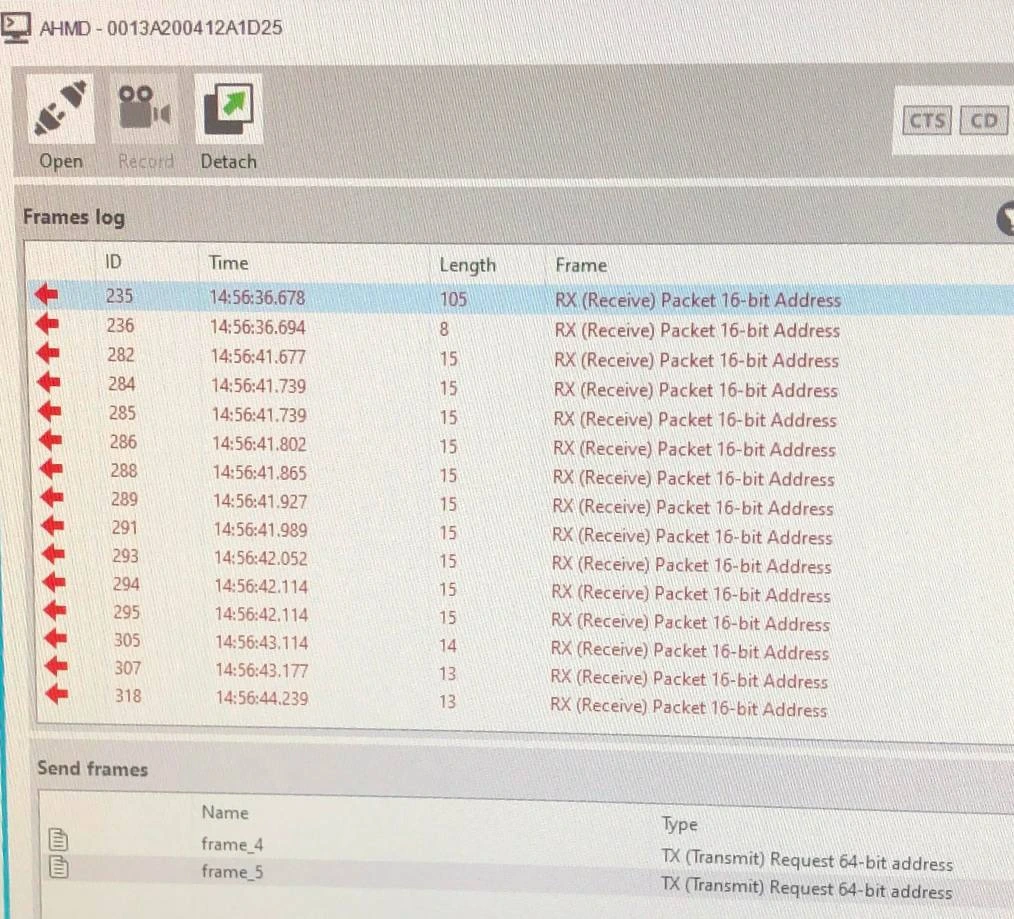 AHMD - 0013A200412A1D25
CTS CD
Open Record Detach
Frames log
ID Time Length Frame
235 14:56:36.678 105 RX (Receive) Packet 16-bit Address
236 14:56:36.694 8 RX (Receive) Packet 16-bit Address
282 14:56:41.677 15 RX (Receive) Packet 16-bit Address
284 14:56:41.739 15 RX (Receive) Packet 16-bit Address
285 14:56:41.739 15 RX (Receive) Packet 16-bit Address
286 14:56:41.802 15 RX (Receive) Packet 16-bit Address
288 14:56:41.865 15 RX (Receive) Packet 16-bit Address
289 14:56:41.927 15 RX (Receive) Packet 16-bit Address
291 14:56:41.989 15 RX (Receive) Packet 16-bit Address
293 14:56:42.052 15 RX (Receive) Packet 16-bit Address
294 14:56:42.114 15 RX (Receive) Packet 16-bit Address
295 14:56:42.114 15 RX (Receive) Packet 16-bit Address
305 14:56:43.114 14 RX (Receive) Packet 16-bit Address
307 14:56:43.177 13 RX (Receive) Packet 16-bit Address
318 14:56:44.239 13 RX (Receive) Packet 16-bit Address
Send frames
Name Type
frame_4 TX (Transmit) Request 64-bit address
frame_5 TX (Transmit) Request 64-bit address